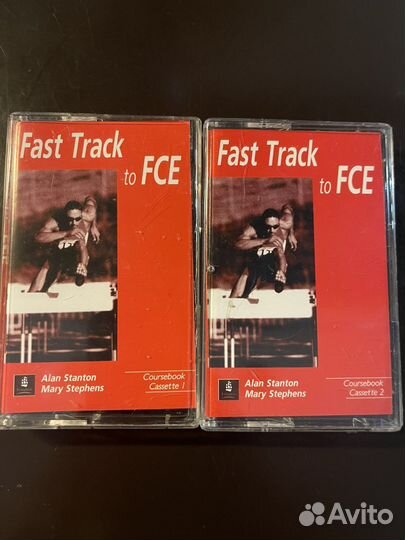 Fast Track
to FCE
Alan Stanton
Mary Stephens
Coursebook
Cassette 1
Fast Track
to FCE
Alan Stanton
Mary Stephens
Coursebook
Cassette 2
Avito